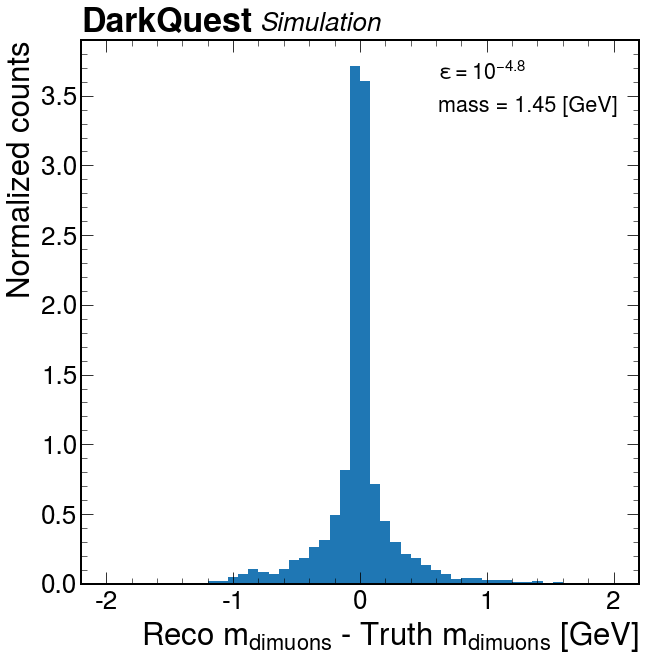 DarkQuest Simulation
ε = 10⁻⁴·⁸
mass = 1.45 [GeV]
Normalized counts
3.5
3.0
2.5
2.0
1.5
1.0
0.5
0.0
-2 -1 0 1 2
Reco m_dimuons - Truth m_dimuons [GeV]